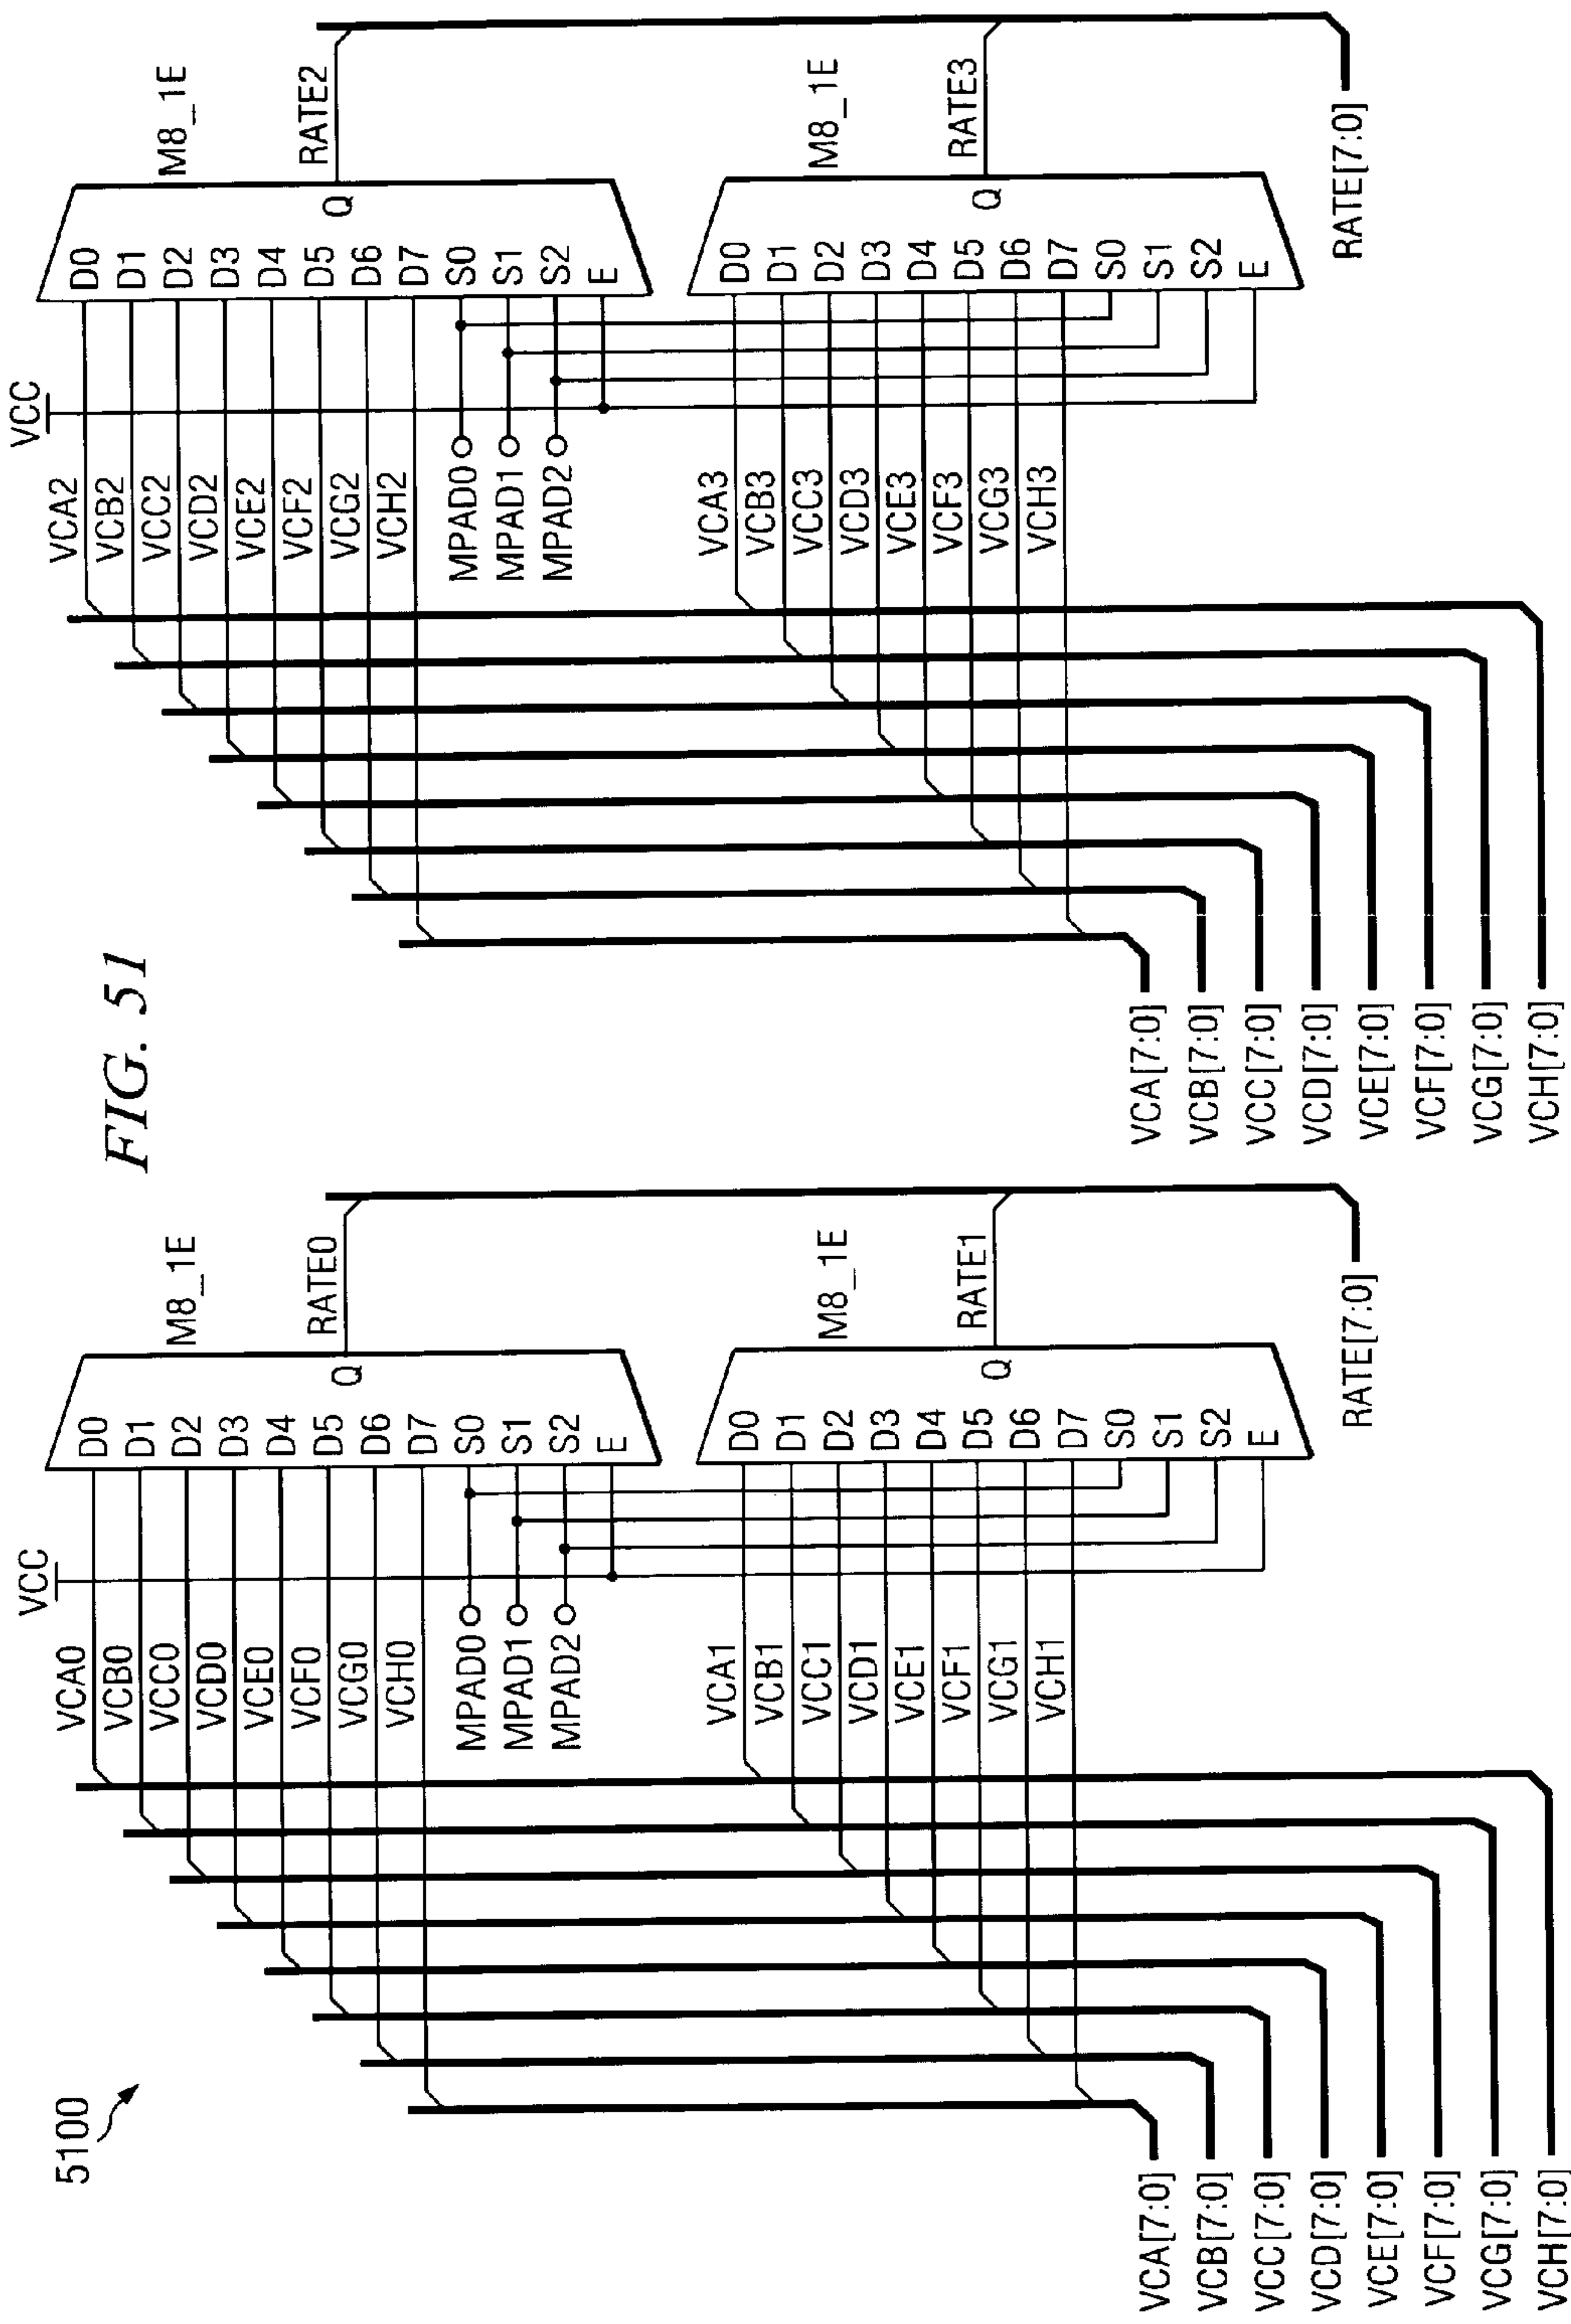 FIG. 51
5100
VCC
VCA0
VCB0
VCC0
VCD0
VCE0
VCF0
VCG0
VCH0
MPAD0
MPAD1
MPAD2
D0
D1
D2
D3
D4
D5
D6
D7
S0
S1
S2
E
Q
M8_1E
RATE0
VCA1
VCB1
VCC1
VCD1
VCE1
VCF1
VCG1
VCH1
D0
D1
D2
D3
D4
D5
D6
D7
S0
S1
S2
E
Q
M8_1E
RATE1
RATE[7:0]
VCA[7:0]
VCB[7:0]
VCC[7:0]
VCD[7:0]
VCE[7:0]
VCF[7:0]
VCG[7:0]
VCH[7:0]
VCC
VCA2
VCB2
VCC2
VCD2
VCE2
VCF2
VCG2
VCH2
MPAD0
MPAD1
MPAD2
D0
D1
D2
D3
D4
D5
D6
D7
S0
S1
S2
E
Q
M8_1E
RATE2
VCA3
VCB3
VCC3
VCD3
VCE3
VCF3
VCG3
VCH3
D0
D1
D2
D3
D4
D5
D6
D7
S0
S1
S2
E
Q
M8_1E
RATE3
RATE[7:0]
VCA[7:0]
VCB[7:0]
VCC[7:0]
VCD[7:0]
VCE[7:0]
VCF[7:0]
VCG[7:0]
VCH[7:0]